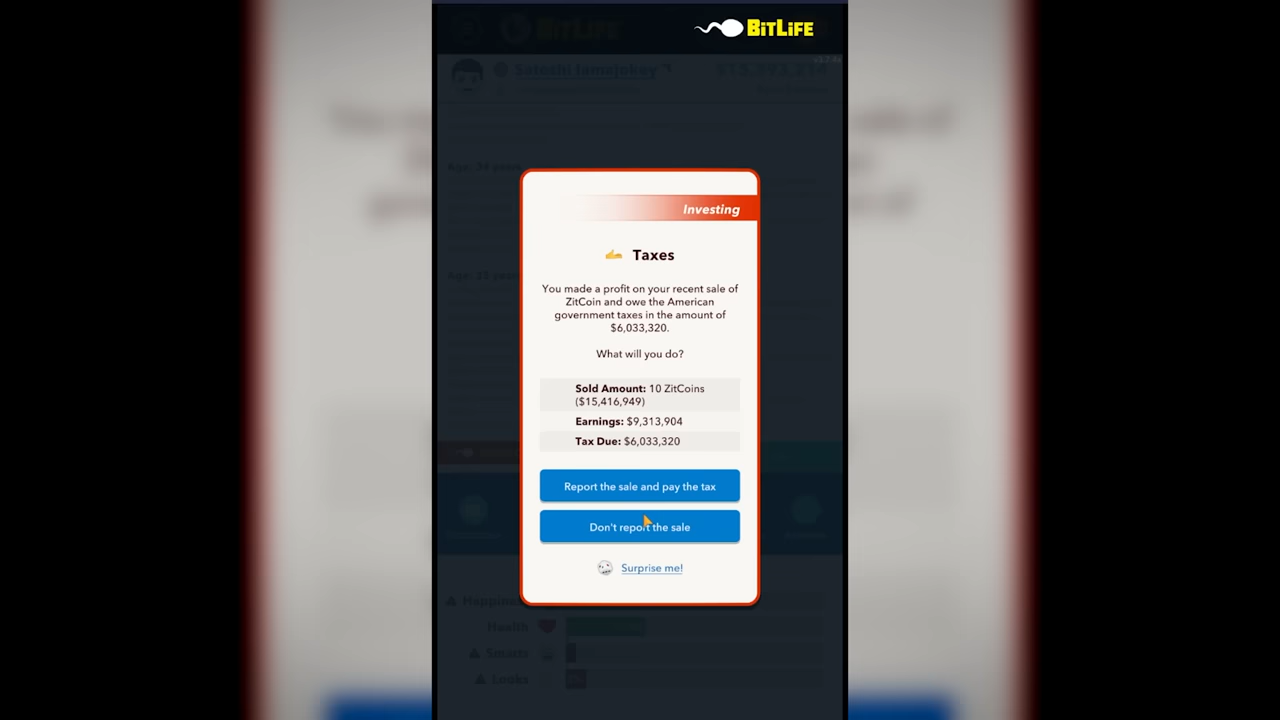 BITLIFE
Investing
Taxes
You made a profit on your recent sale of
ZitCoin and owe the American
government taxes in the amount of
$6,033,320.
What will you do?
Sold Amount: 10 ZitCoins
($15,416,949)
Earnings: $9,313,904
Tax Due: $6,033,320
Report the sale and pay the tax
Don't report the sale
Surprise me!
Health
Smarts
Looks